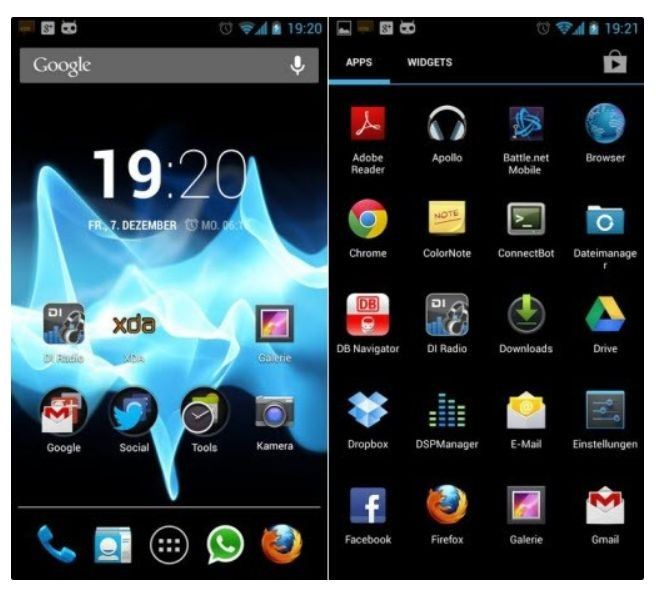 19:20
Google
19:20
FR., 7. DEZEMBER MO. 06:15
DI
xda
DI Radio
XDA
Galerie
Google
Social
Tools
Kamera
19:21
APPS
WIDGETS
Adobe Reader
Apollo
Battle.net Mobile
Browser
NOTE
Chrome
ColorNote
ConnectBot
Dateimanage
r
DB
DI
DB Navigator
DI Radio
Downloads
Drive
Dropbox
DSPManager
E-Mail
Einstellungen
Facebook
Firefox
Galerie
Gmail